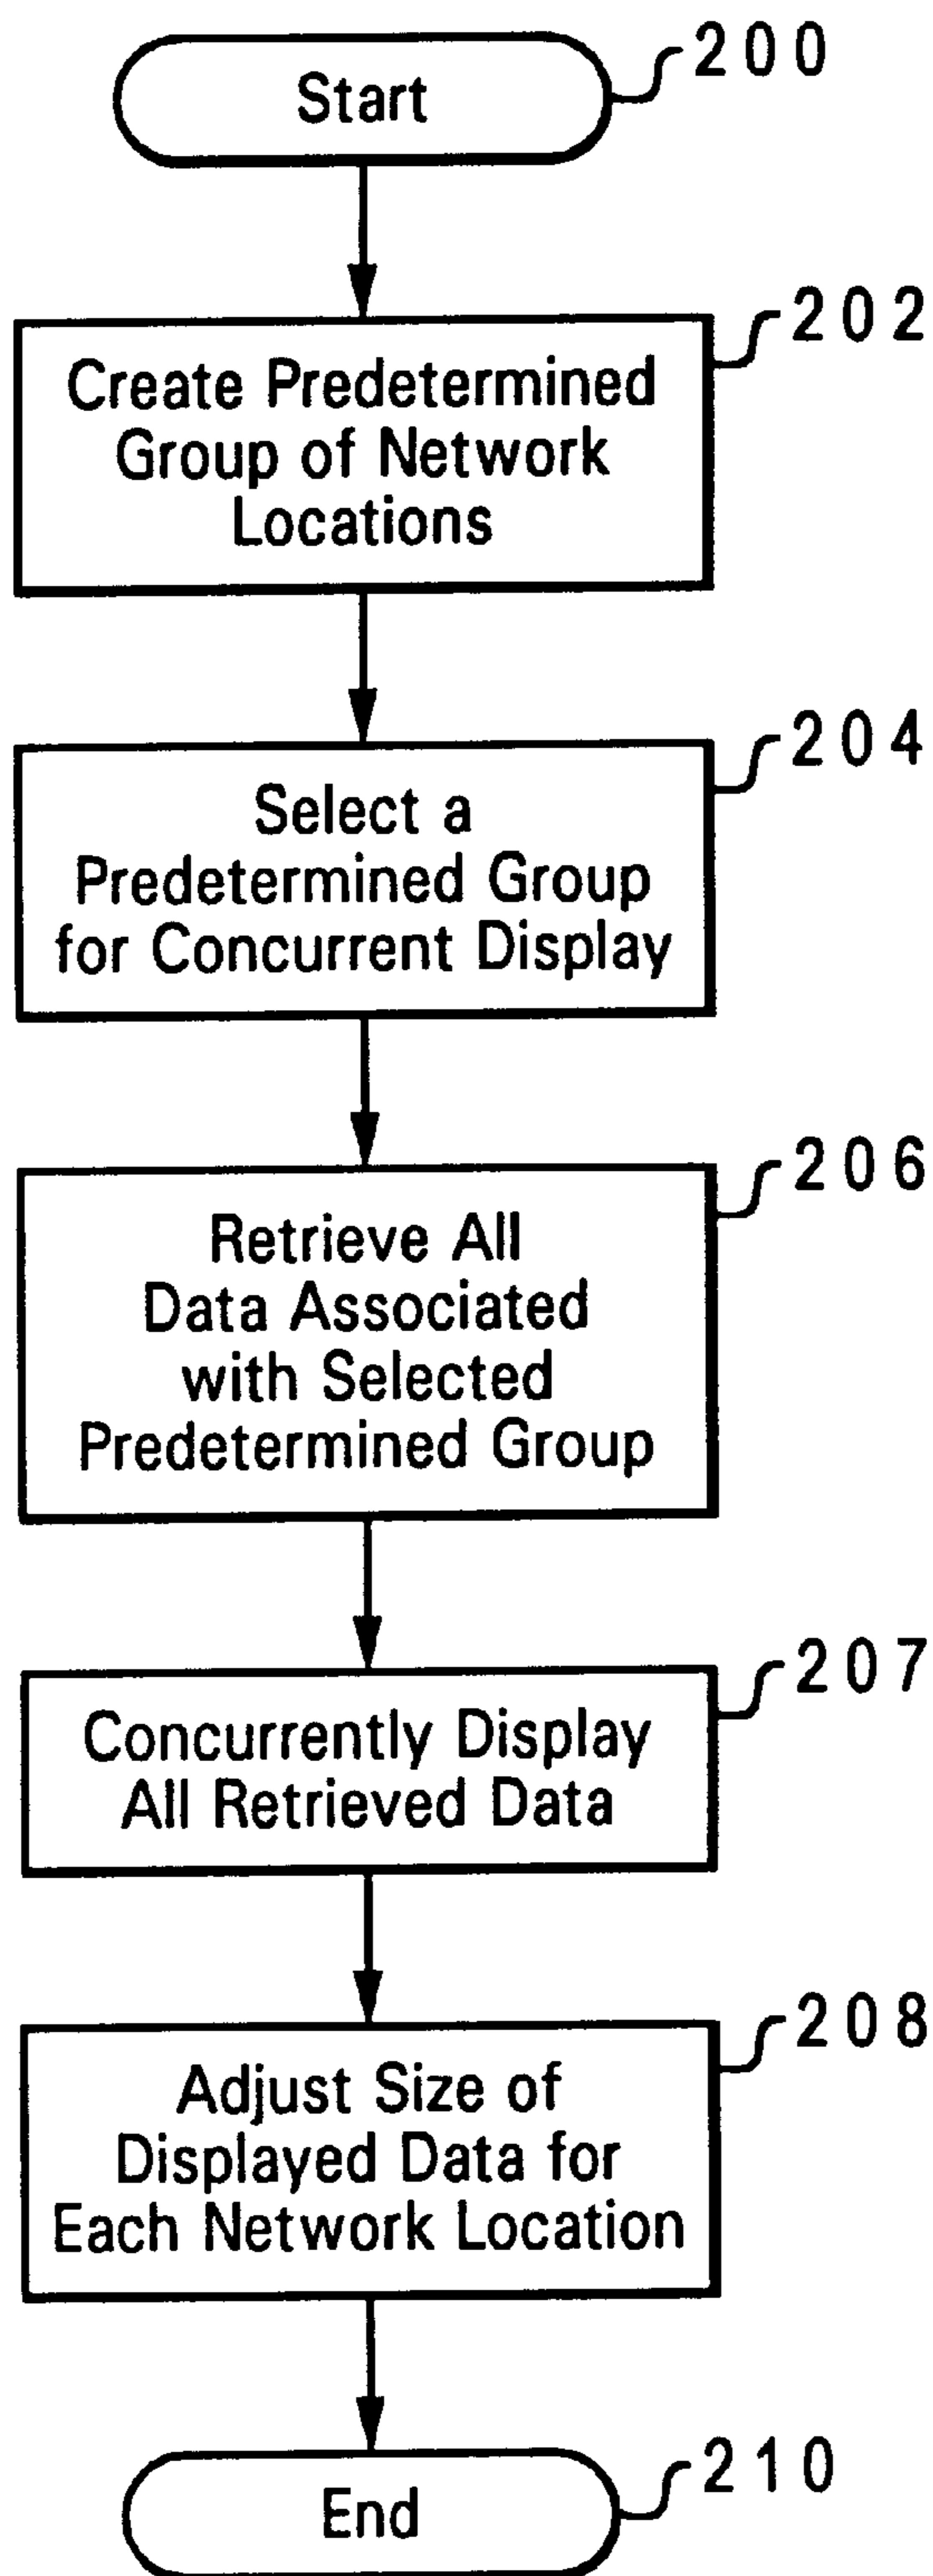 Start
200
202
Create Predetermined
Group of Network
Locations
204
Select a
Predetermined Group
for Concurrent Display
206
Retrieve All
Data Associated
with Selected
Predetermined Group
207
Concurrently Display
All Retrieved Data
208
Adjust Size of
Displayed Data for
Each Network Location
210
End